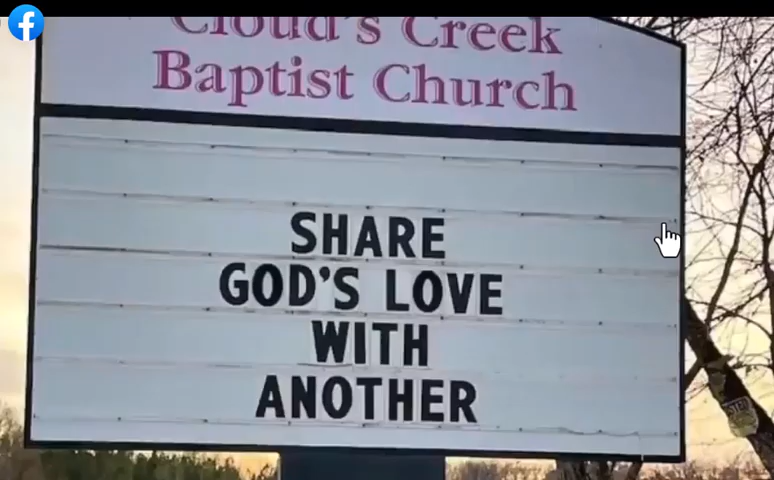 Cloud's Creek
Baptist Church
SHARE
GOD'S LOVE
WITH
ANOTHER